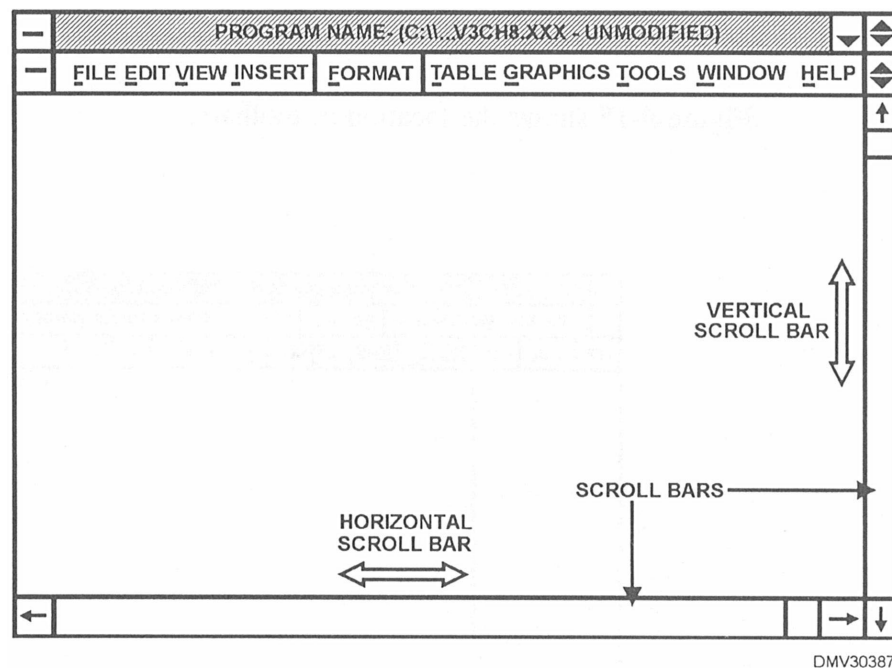 PROGRAM NAME- (C:\\...V3CH8.XXX - UNMODIFIED)
FILE EDIT VIEW INSERT FORMAT TABLE GRAPHICS TOOLS WINDOW HELP
VERTICAL
SCROLL BAR
SCROLL BARS
HORIZONTAL
SCROLL BAR
DMV30387